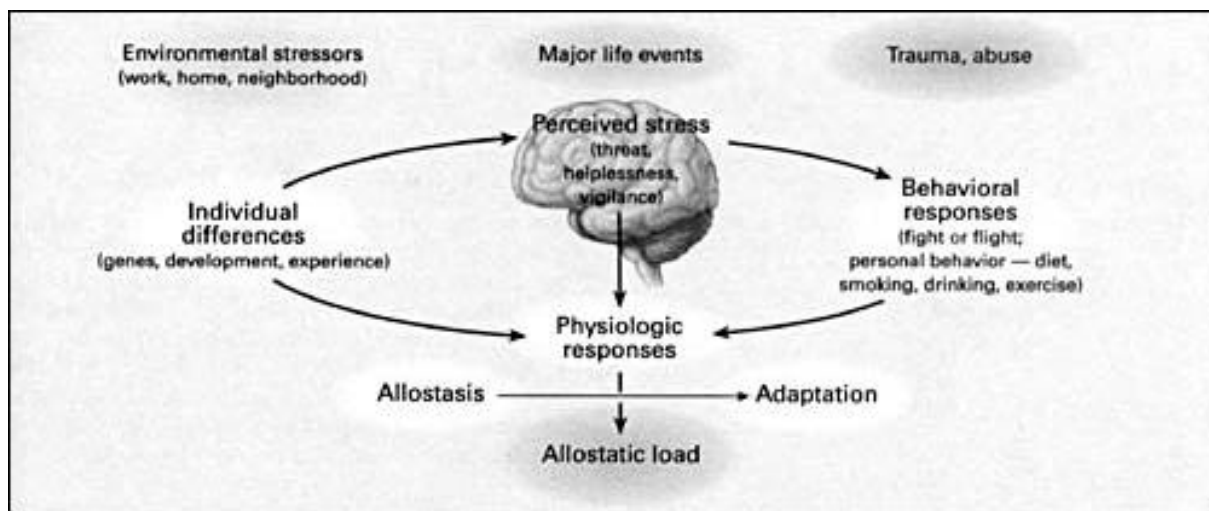 Environmental stressors
(work, home, neighborhood)
Major life events
Trauma, abuse
Perceived stress
(threat,
helplessness,
vigilance)
Individual
differences
(genes, development, experience)
Behavioral
responses
(fight or flight;
personal behavior — diet,
smoking, drinking, exercise)
Physiologic
responses
Allostasis
Adaptation
Allostatic load